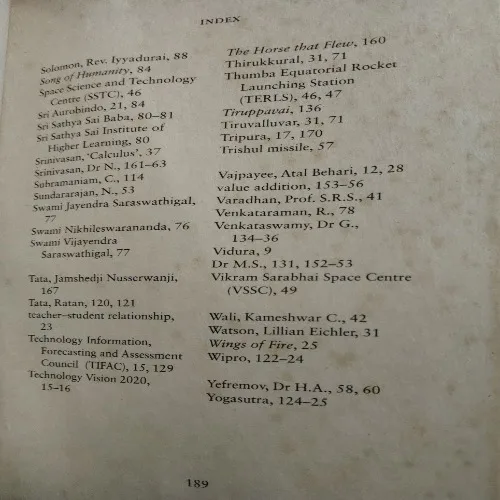 INDEX
Solomon, Rev. Iyyadurai, 88
Song of Humanity, 84
Space Science and Technology
Centre (SSTC), 46
Sri Aurobindo, 21, 84
Sri Sathya Sai Baba, 80–81
Sri Sathya Sai Institute of
Higher Learning, 80
Srinivasan, 'Calculus', 37
Srinivasan, Dr N., 161–63
Subramaniam, C., 114
Sundararajan, N., 53
Swami Jayendra Saraswathigal,
77
Swami Nikhileswarananda, 76
Swami Vijayendra
Saraswathigal, 77
Tata, Jamshedji Nusserwanji,
167
Tata, Ratan, 120, 121
teacher–student relationship,
23
Technology Information,
Forecasting and Assessment
Council (TIFAC), 15, 129
Technology Vision 2020,
15–16
The Horse that Flew, 160
Thirukkural, 31, 71
Thumba Equatorial Rocket
Launching Station
(TERLS), 46, 47
Tiruppavai, 136
Tiruvalluvar, 31, 71
Tripura, 17, 170
Trishul missile, 57
Vajpayee, Atal Behari, 12, 28
value addition, 153–56
Varadhan, Prof. S.R.S., 41
Venkataraman, R., 78
Venkataswamy, Dr G.,
134–36
Vidura, 9
Dr M.S., 131, 152–53
Vikram Sarabhai Space Centre
(VSSC), 49
Wali, Kameshwar C., 42
Watson, Lillian Eichler, 31
Wings of Fire, 25
Wipro, 122–24
Yefremov, Dr H.A., 58, 60
Yogasutra, 124–25
189